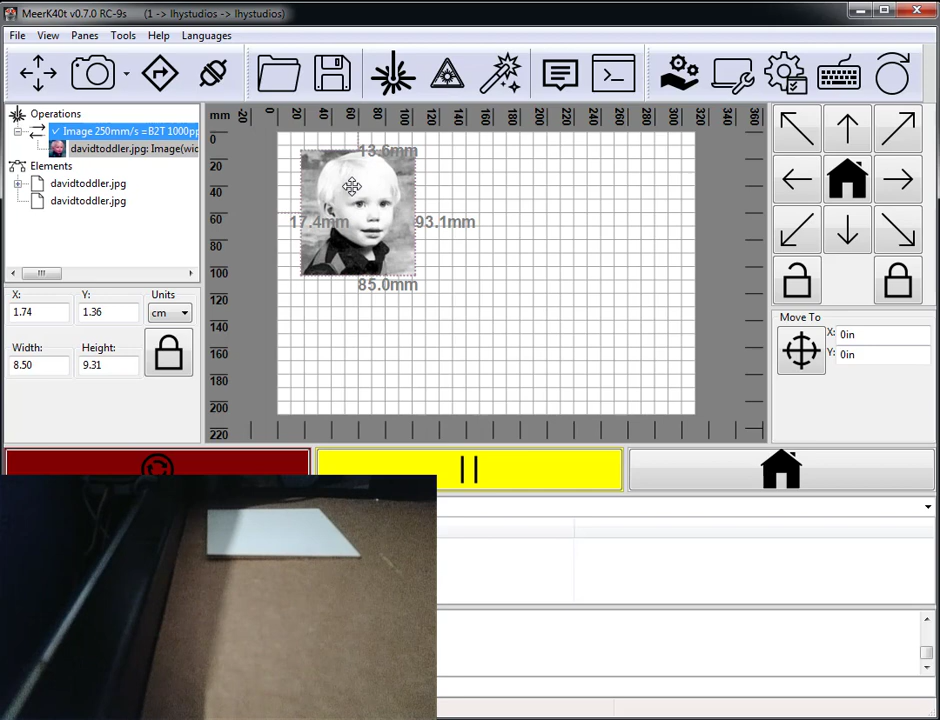 MeerK40t v0.7.0 RC-9s (1 -> lhystudios -> lhystudios)
File View Panes Tools Help Languages
Operations
Image 250mm/s =B2T 1000pp
davidtoddler.jpg: Image(wic
Elements
davidtoddler.jpg
davidtoddler.jpg
X: Y: Units
1.74 1.36 cm
Width: Height:
8.50 9.31
mm -20 0 20 40 60 80 100 120 140 160 180 200 220 240 260 280 300 320 340 360
0
20
40
60
80
100
120
140
160
180
200
220
13.6mm
17.4mm 93.1mm
85.0mm
Move To
X: 0in
Y: 0in